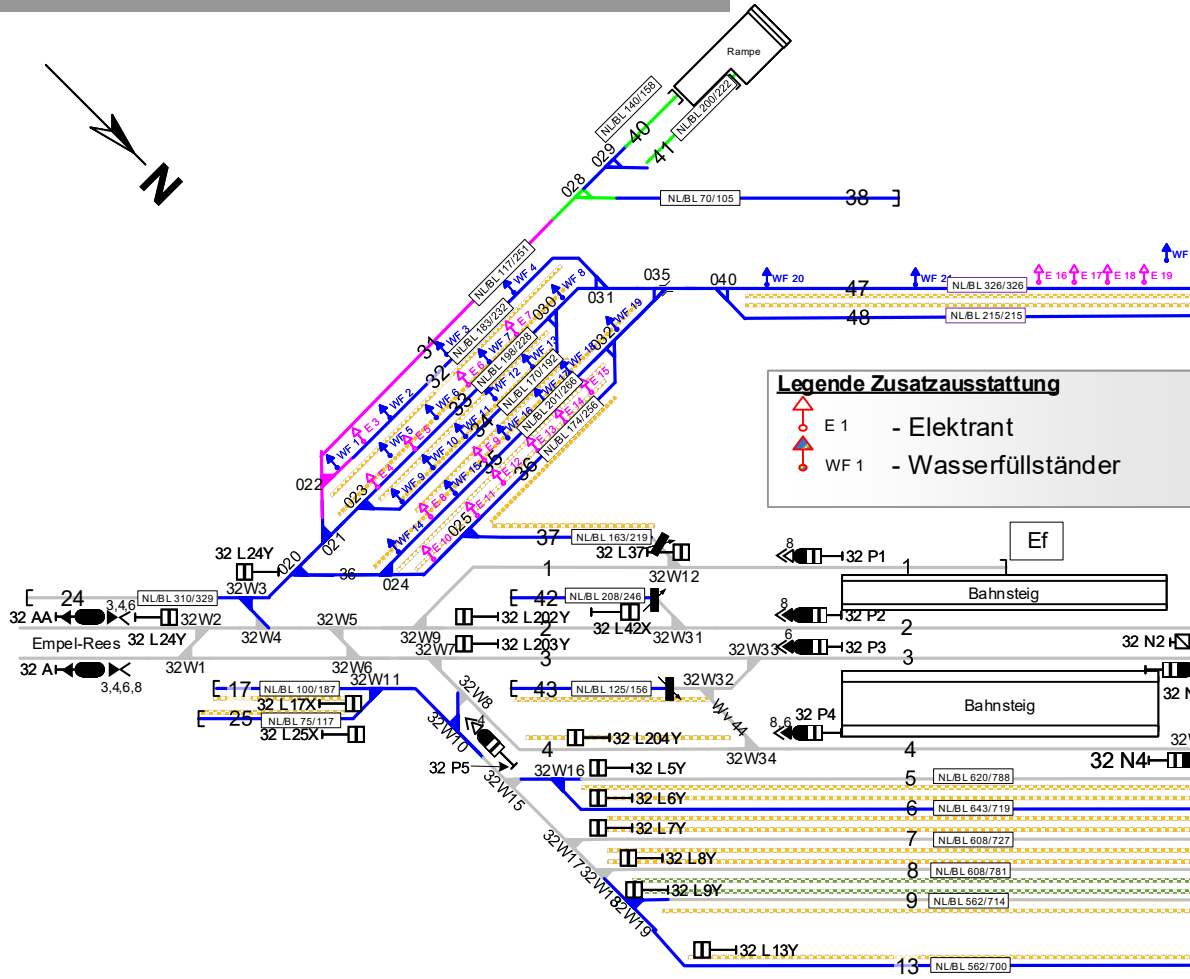 Rampe
NL/BL 140/158
NL/BL 200/222
40
41
029
028
NL/BL 70/105
38
N
NL/BL 117/251
WF 4
WF 8
035
040
WF 20
E 16
E 17
E 18
E 19
WF
031
47
NL/BL 326/326
48
NL/BL 215/215
030
E 7
WF 19
032
31
WF 3
NL/BL 183/232
32
WF 7
E 6
NL/BL 198/228
WF 13
33
WF 12
NL/BL 170/192
WF 17
E 15
WF 2
WF 6
WF 11
34
NL/BL 201/266
E 14
E 3
E 5
WF 16
NL/BL 174/256
WF 1
WF 5
WF 10
E 9
35
E 13
36
E 12
022
023
E 4
WF 9
E 8
WF 15
E 11
WF 14
E 10
025
021
020
36
024
Legende Zusatzausstattung
E 1 - Elektrant
WF 1 - Wasserfüllständer
37
NL/BL 163/219
32 L37
32W12
8
32 P1
1
1
Ef
32 L24Y
24
NL/BL 310/329
32W3
3,4,6
32 AA
32 L24Y
32W2
32W4
32W5
42
NL/BL 208/246
32 L202Y
2
32 L42X
32W31
8
32 P2
2
Bahnsteig
Empel-Rees
32W9
32 L203Y
3
32W7
32W33
6
32 P3
3
32 N2
32 A
3,4,6,8
32W1
32W6
32W11
17
NL/BL 100/187
32 L17X
25
NL/BL 75/117
32 L25X
32W8
43
NL/BL 125/156
32W32
Wv 44
32W34
Bahnsteig
8,6
32 P4
4
32W10
4
32 P5
4
32 L204Y
32 N4
32W15
32W16
32 L5Y
5
NL/BL 620/788
32 L6Y
6
NL/BL 643/719
32 L7Y
7
NL/BL 608/727
32W17
32 L8Y
8
NL/BL 608/781
32W18
32 L9Y
9
NL/BL 562/714
32W19
32 L13Y
13
NL/BL 562/700